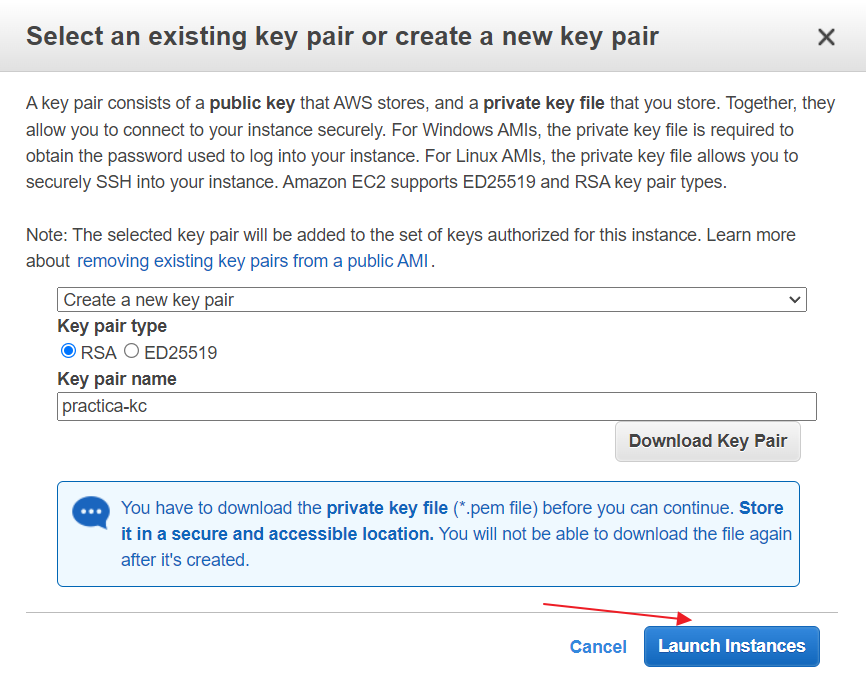 Select an existing key pair or create a new key pair
A key pair consists of a public key that AWS stores, and a private key file that you store. Together, they
allow you to connect to your instance securely. For Windows AMIs, the private key file is required to
obtain the password used to log into your instance. For Linux AMIs, the private key file allows you to
securely SSH into your instance. Amazon EC2 supports ED25519 and RSA key pair types.
Note: The selected key pair will be added to the set of keys authorized for this instance. Learn more
about removing existing key pairs from a public AMI.
Create a new key pair
Key pair type
RSA ED25519
Key pair name
practica-kc
Download Key Pair
You have to download the private key file (*.pem file) before you can continue. Store
it in a secure and accessible location. You will not be able to download the file again
after it's created.
Cancel Launch Instances